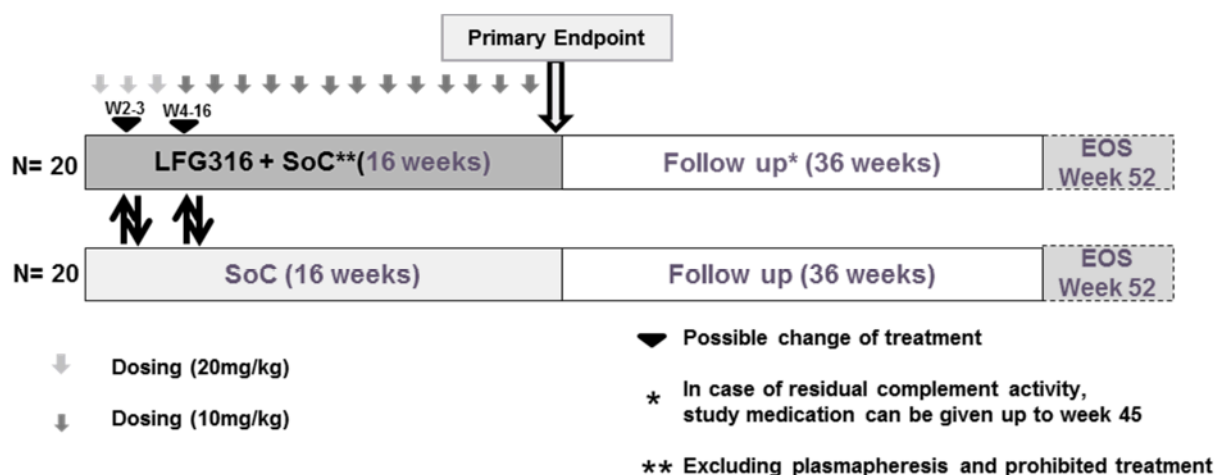 Primary Endpoint
W2-3
W4-16
N= 20
LFG316 + SoC**(16 weeks)
Follow up* (36 weeks)
EOS
Week 52
N= 20
SoC (16 weeks)
Follow up (36 weeks)
EOS
Week 52
Dosing (20mg/kg)
Dosing (10mg/kg)
Possible change of treatment
* In case of residual complement activity,
study medication can be given up to week 45
** Excluding plasmapheresis and prohibited treatment